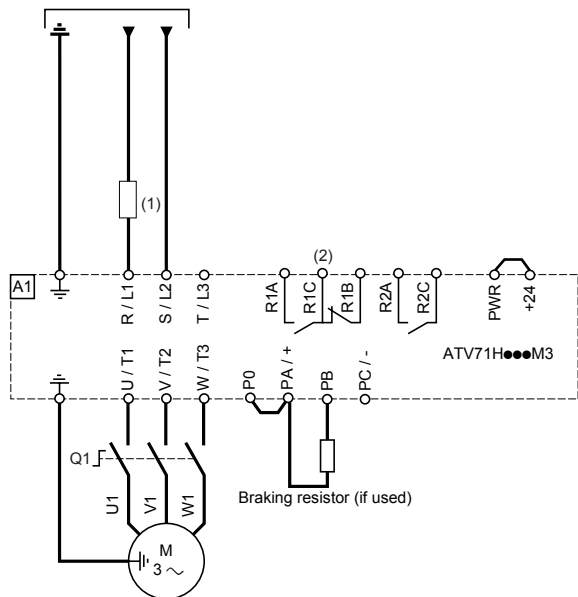 (1)
(2)
A1
R / L1
S / L2
T / L3
R1A
R1C
R1B
R2A
R2C
PWR
+24
ATV71H●●●M3
U / T1
V / T2
W / T3
P0
PA / +
PB
PC / -
Q1
U1
V1
W1
Braking resistor (if used)
M
3 ~